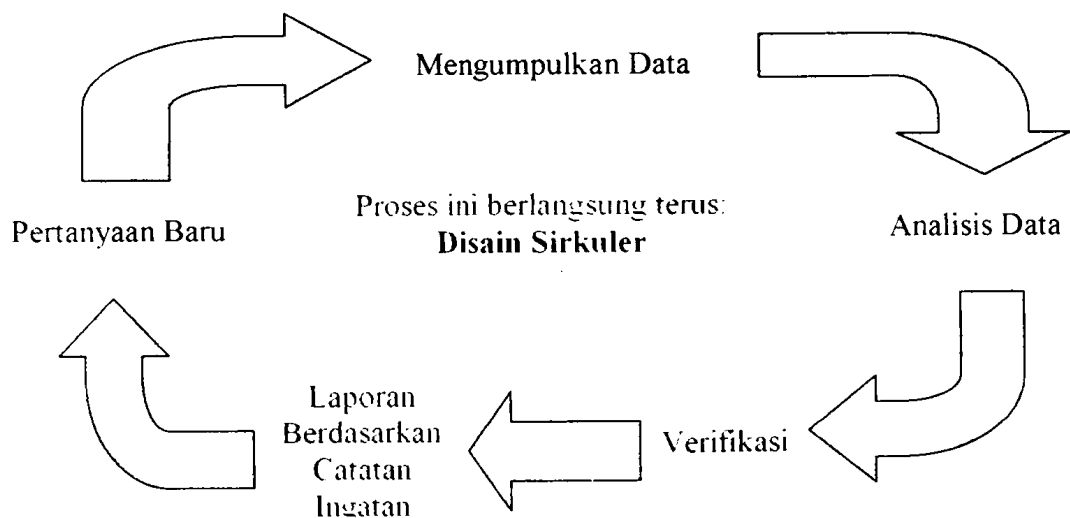 Mengumpulkan Data
Proses ini berlangsung terus:
Disain Sirkuler
Pertanyaan Baru
Analisis Data
Laporan
Berdasarkan
Catatan
Ingatan
Verifikasi